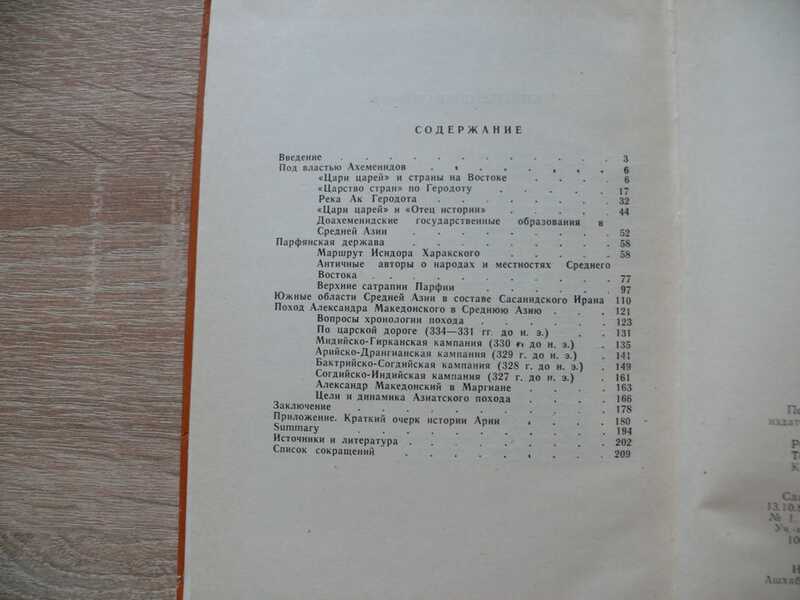 СОДЕРЖАНИЕ
Введение . . . . . . . . . . . . 3
Под властью Ахеменидов . . . . . . . . 6
«Цари царей» и страны на Востоке . . . . 6
«Царство стран» по Геродоту . . . . . 17
Река Ак Геродота . . . . . . . . 32
«Цари царей» и «Отец истории» . . . . . 44
Доахеменидские государственные образования в
Средней Азии . . . . . . . . . 52
Парфянская держава . . . . . . . . . 58
Маршрут Исидора Харакского . . . . . . 58
Античные авторы о народах и местностях Среднего
Востока . . . . . . . . . . 77
Верхние сатрапии Парфии . . . . . . 97
Южные области Средней Азии в составе Сасанидского Ирана 110
Поход Александра Македонского в Среднюю Азию . . . 121
Вопросы хронологии похода . . . . . . 123
По царской дороге (334—331 гг. до н. э.) . . 131
Мидийско-Гирканская кампания (330 г. до н. э.) . 135
Арийско-Дрангианская кампания (329 г. до н. э.) . 141
Бактрийско-Согдийская кампания (328 г. до н. э.) . 149
Согдийско-Индийская кампания (327 г. до н. э.) . 161
Александр Македонский в Маргиане . . . . 163
Цели и динамика Азиатского похода . . . . 166
Заключение . . . . . . . . . . . 178
Приложение. Краткий очерк истории Арии . . . . 180
Summary . . . . . . . . . . . . 194
Источники и литература . . . . . . . . 202
Список сокращений . . . . . . . . . 209
13.10.
№ 1.
Ашхаб